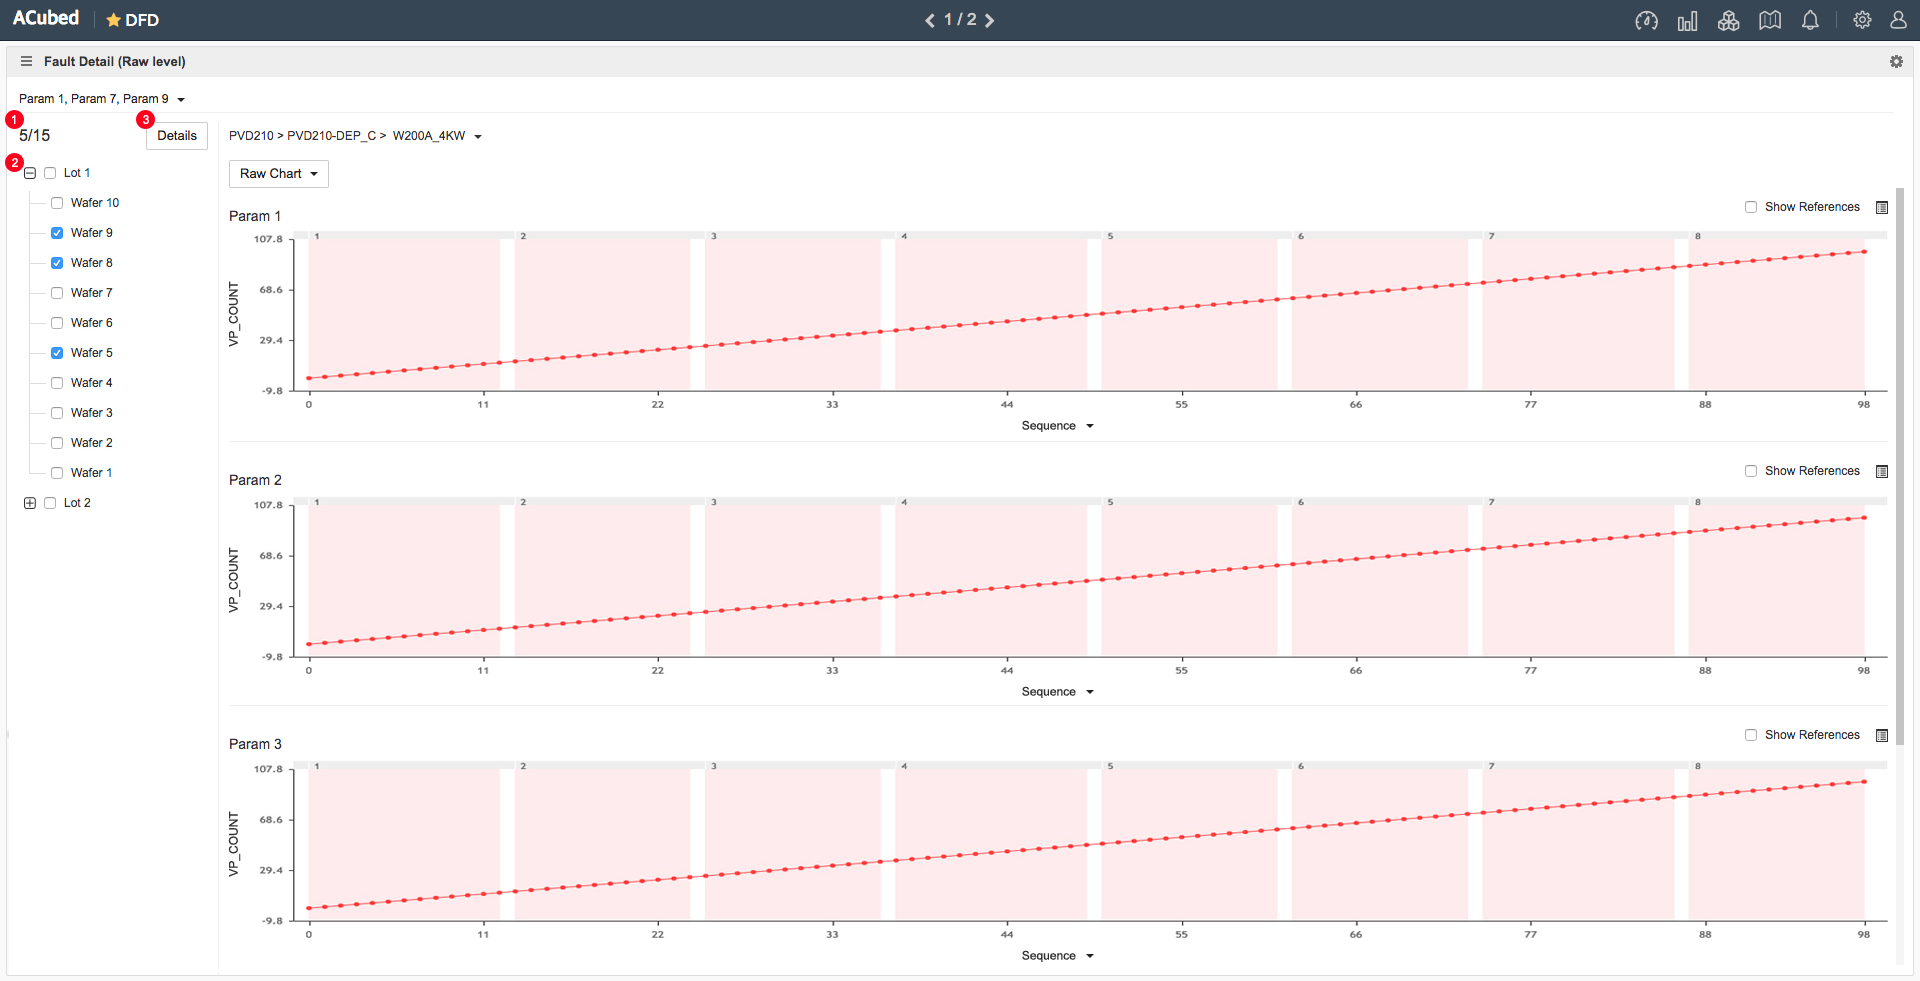 ACubed DFD 1 / 2
Fault Detail (Raw level)
Param 1, Param 7, Param 9
1
5/15
3
Details
2
Lot 1
Wafer 10
Wafer 9
Wafer 8
Wafer 7
Wafer 6
Wafer 5
Wafer 4
Wafer 3
Wafer 2
Wafer 1
Lot 2
PVD210 > PVD210-DEP_C > W200A_4KW
Raw Chart
Param 1
Show References
1 2 3 4 5 6 7 8
107.8
68.6
29.4
-9.8
VP_COUNT
0 11 22 33 44 55 66 77 88 98
Sequence
Param 2
Show References
1 2 3 4 5 6 7 8
107.8
68.6
29.4
-9.8
VP_COUNT
0 11 22 33 44 55 66 77 88 98
Sequence
Param 3
Show References
1 2 3 4 5 6 7 8
107.8
68.6
29.4
-9.8
VP_COUNT
0 11 22 33 44 55 66 77 88 98
Sequence